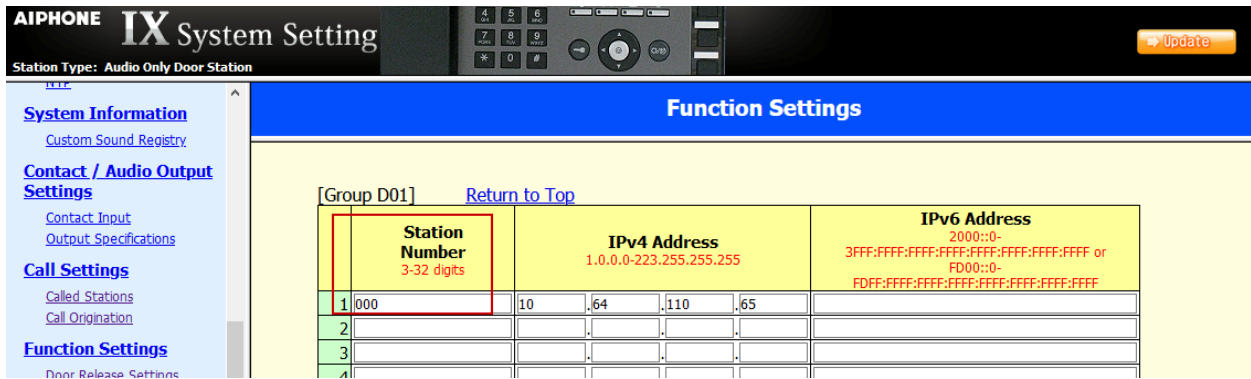 AIPHONE IX System Setting
Station Type: Audio Only Door Station
Update
NTP
System Information
Custom Sound Registry
Contact / Audio Output
Settings
Contact Input
Output Specifications
Call Settings
Called Stations
Call Origination
Function Settings
Door Release Settings
Function Settings
[Group D01] Return to Top
Station
Number
3-32 digits
IPv4 Address
1.0.0.0-223.255.255.255
IPv6 Address
2000::0-
3FFF:FFFF:FFFF:FFFF:FFFF:FFFF:FFFF:FFFF or
FD00::0-
FDFF:FFFF:FFFF:FFFF:FFFF:FFFF:FFFF:FFFF
1 000 10 .64 .110 .65
2 . . .
3 . . .
4